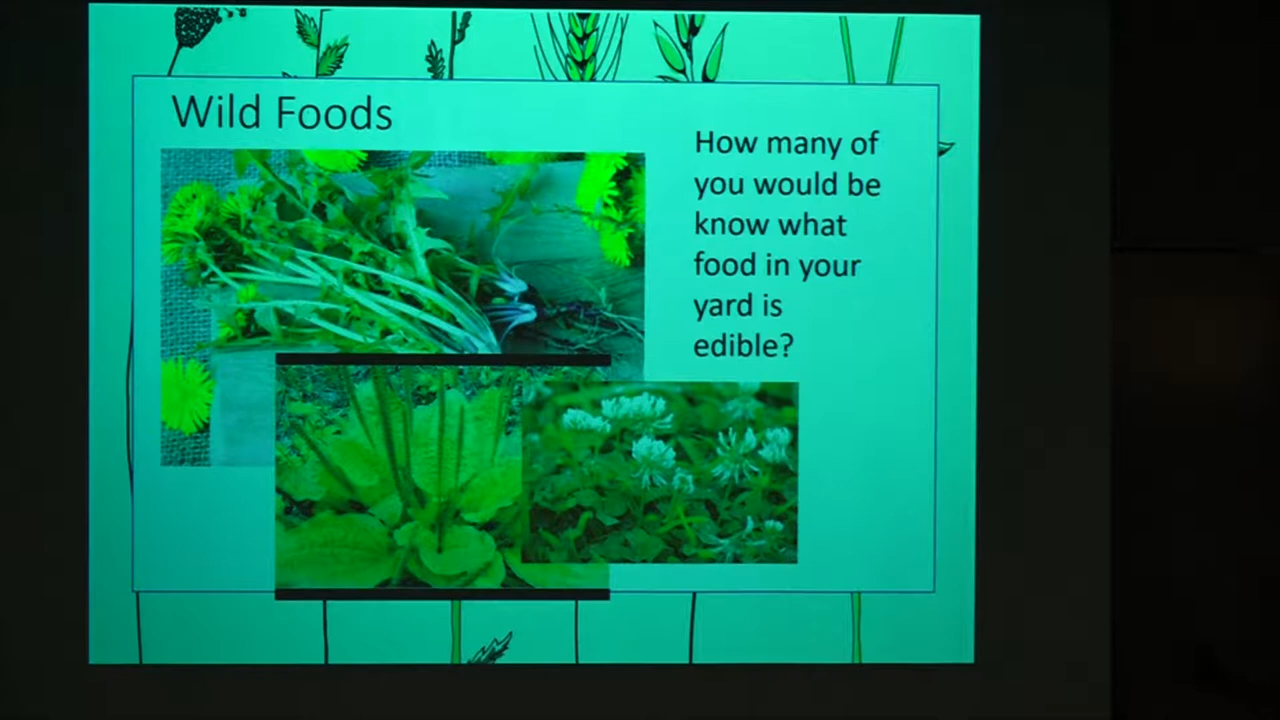 Wild Foods
How many of
you would be
know what
food in your
yard is
edible?